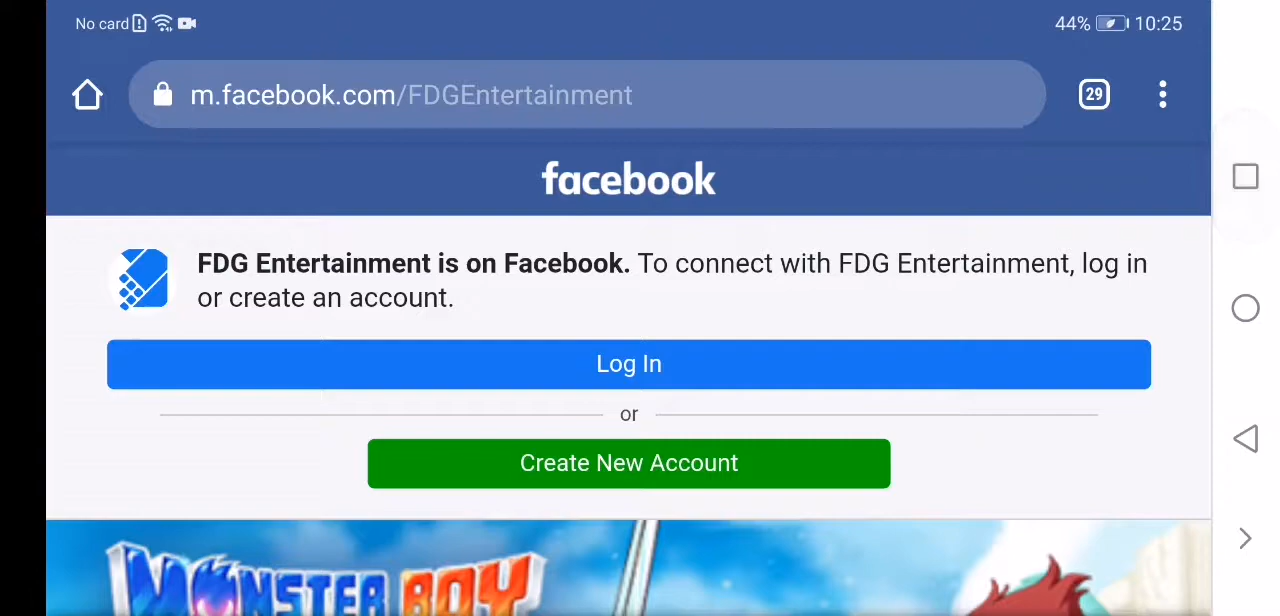 No card
44% 10:25
m.facebook.com/FDGEntertainment
29
facebook
FDG Entertainment is on Facebook. To connect with FDG Entertainment, log in
or create an account.
Log In
or
Create New Account
MONSTER BOY